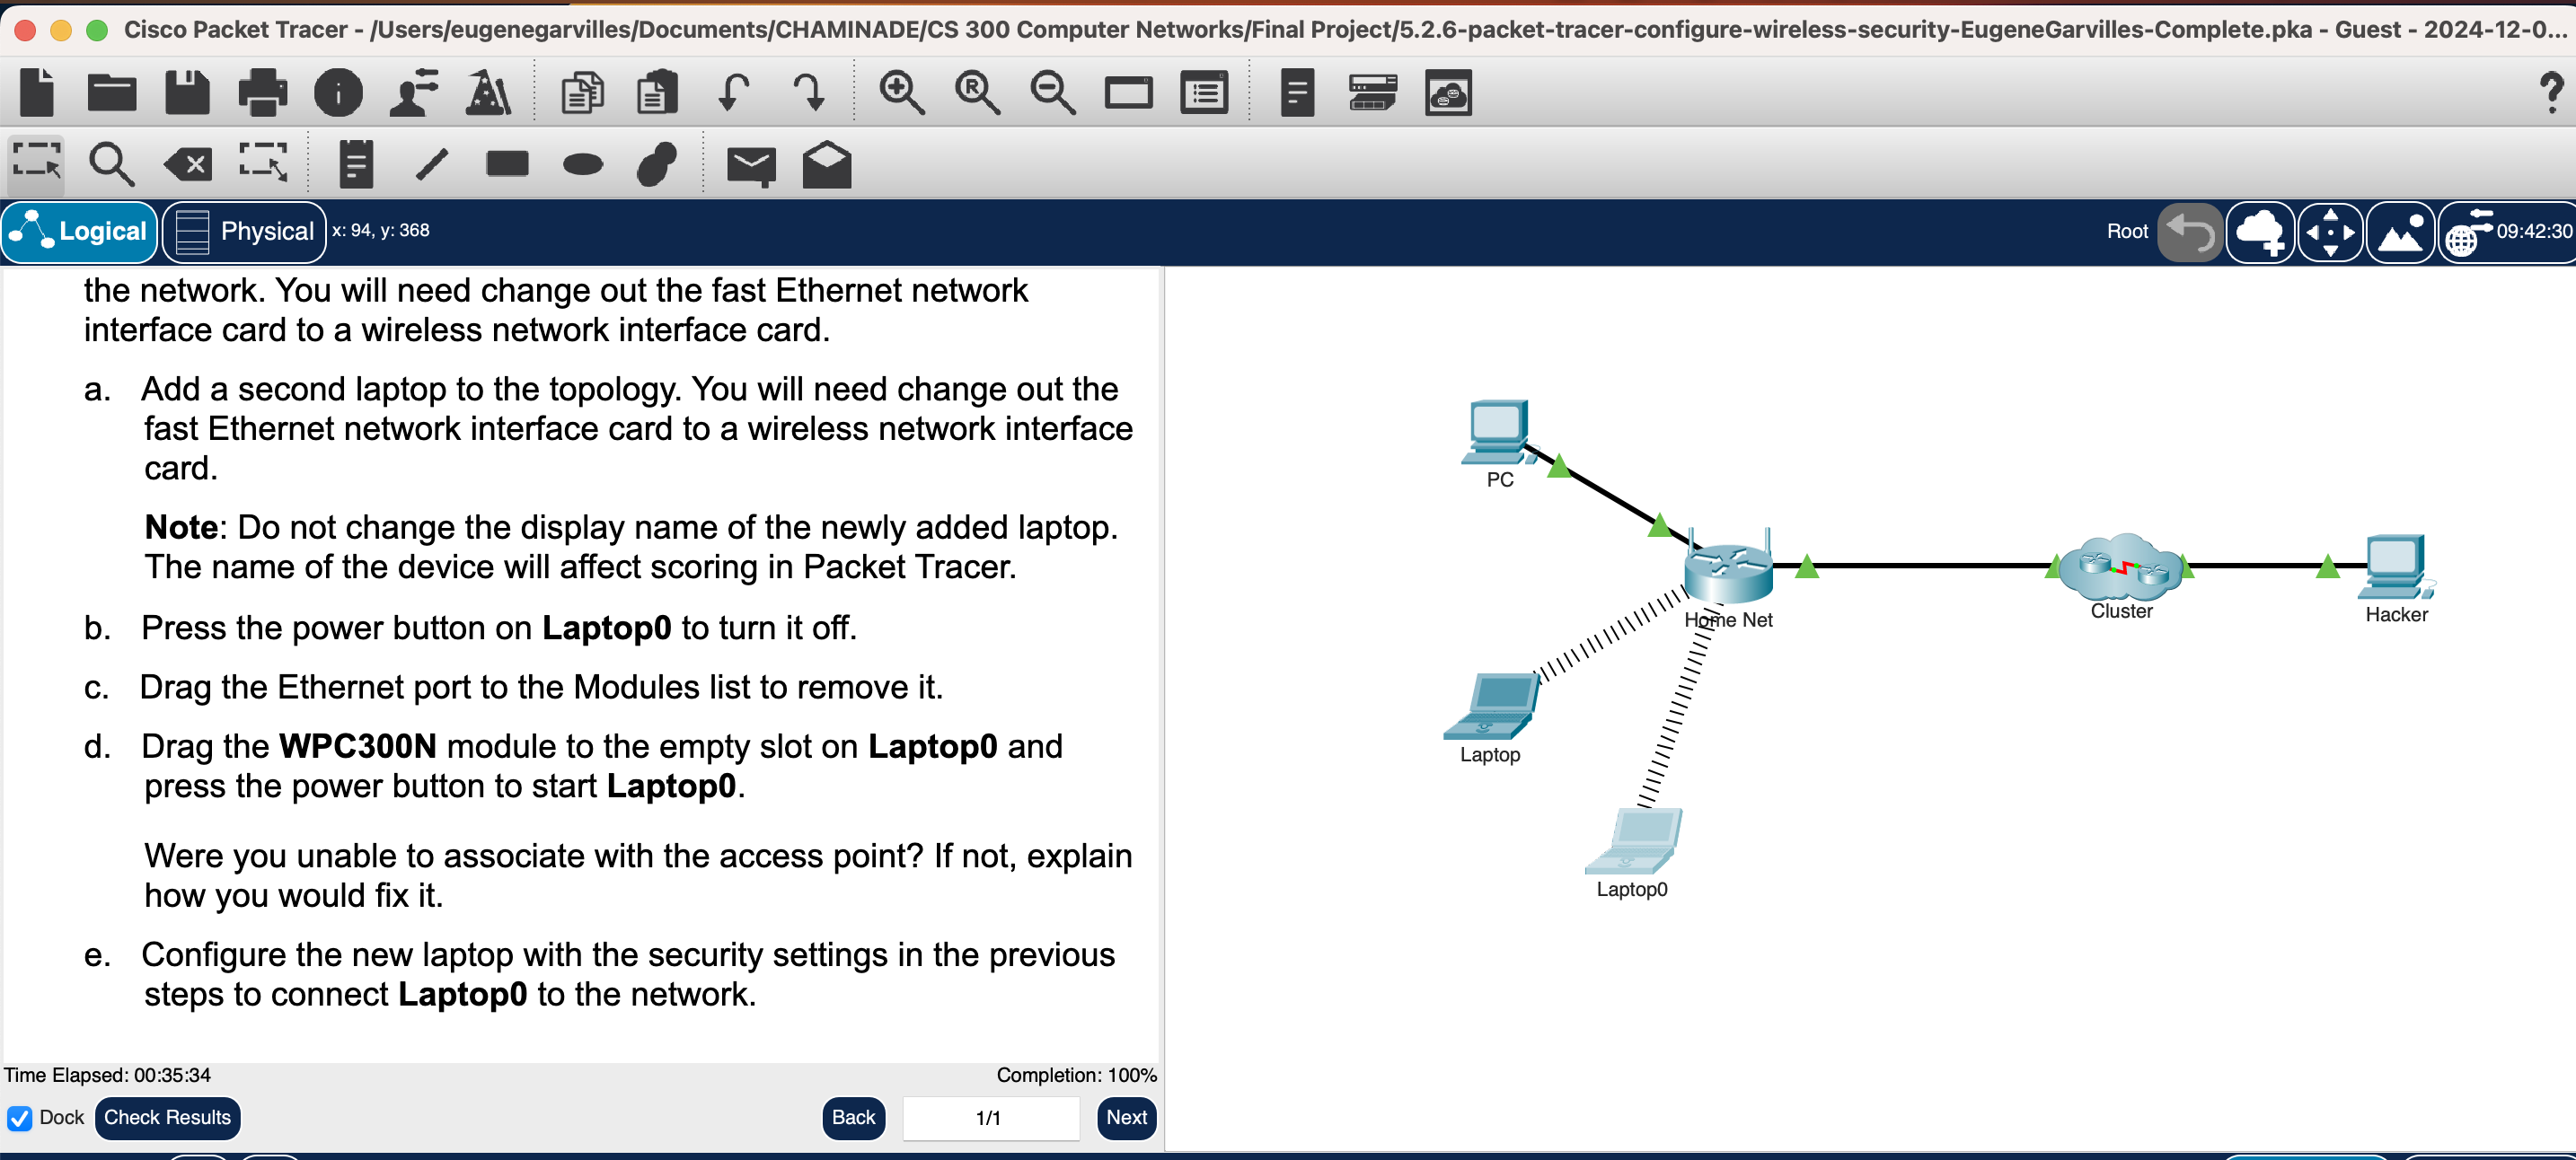 Cisco Packet Tracer - /Users/eugenegarvilles/Documents/CHAMINADE/CS 300 Computer Networks/Final Project/5.2.6-packet-tracer-configure-wireless-security-EugeneGarvilles-Complete.pka - Guest - 2024-12-0...
Logical
Physical
x: 94, y: 368
Root
09:42:30
the network. You will need change out the fast Ethernet network
interface card to a wireless network interface card.
a. Add a second laptop to the topology. You will need change out the
fast Ethernet network interface card to a wireless network interface
card.
Note: Do not change the display name of the newly added laptop.
The name of the device will affect scoring in Packet Tracer.
b. Press the power button on Laptop0 to turn it off.
c. Drag the Ethernet port to the Modules list to remove it.
d. Drag the WPC300N module to the empty slot on Laptop0 and
press the power button to start Laptop0.
Were you unable to associate with the access point? If not, explain
how you would fix it.
e. Configure the new laptop with the security settings in the previous
steps to connect Laptop0 to the network.
Time Elapsed: 00:35:34
Completion: 100%
Dock
Check Results
Back
1/1
Next
PC
Home Net
Cluster
Hacker
Laptop
Laptop0